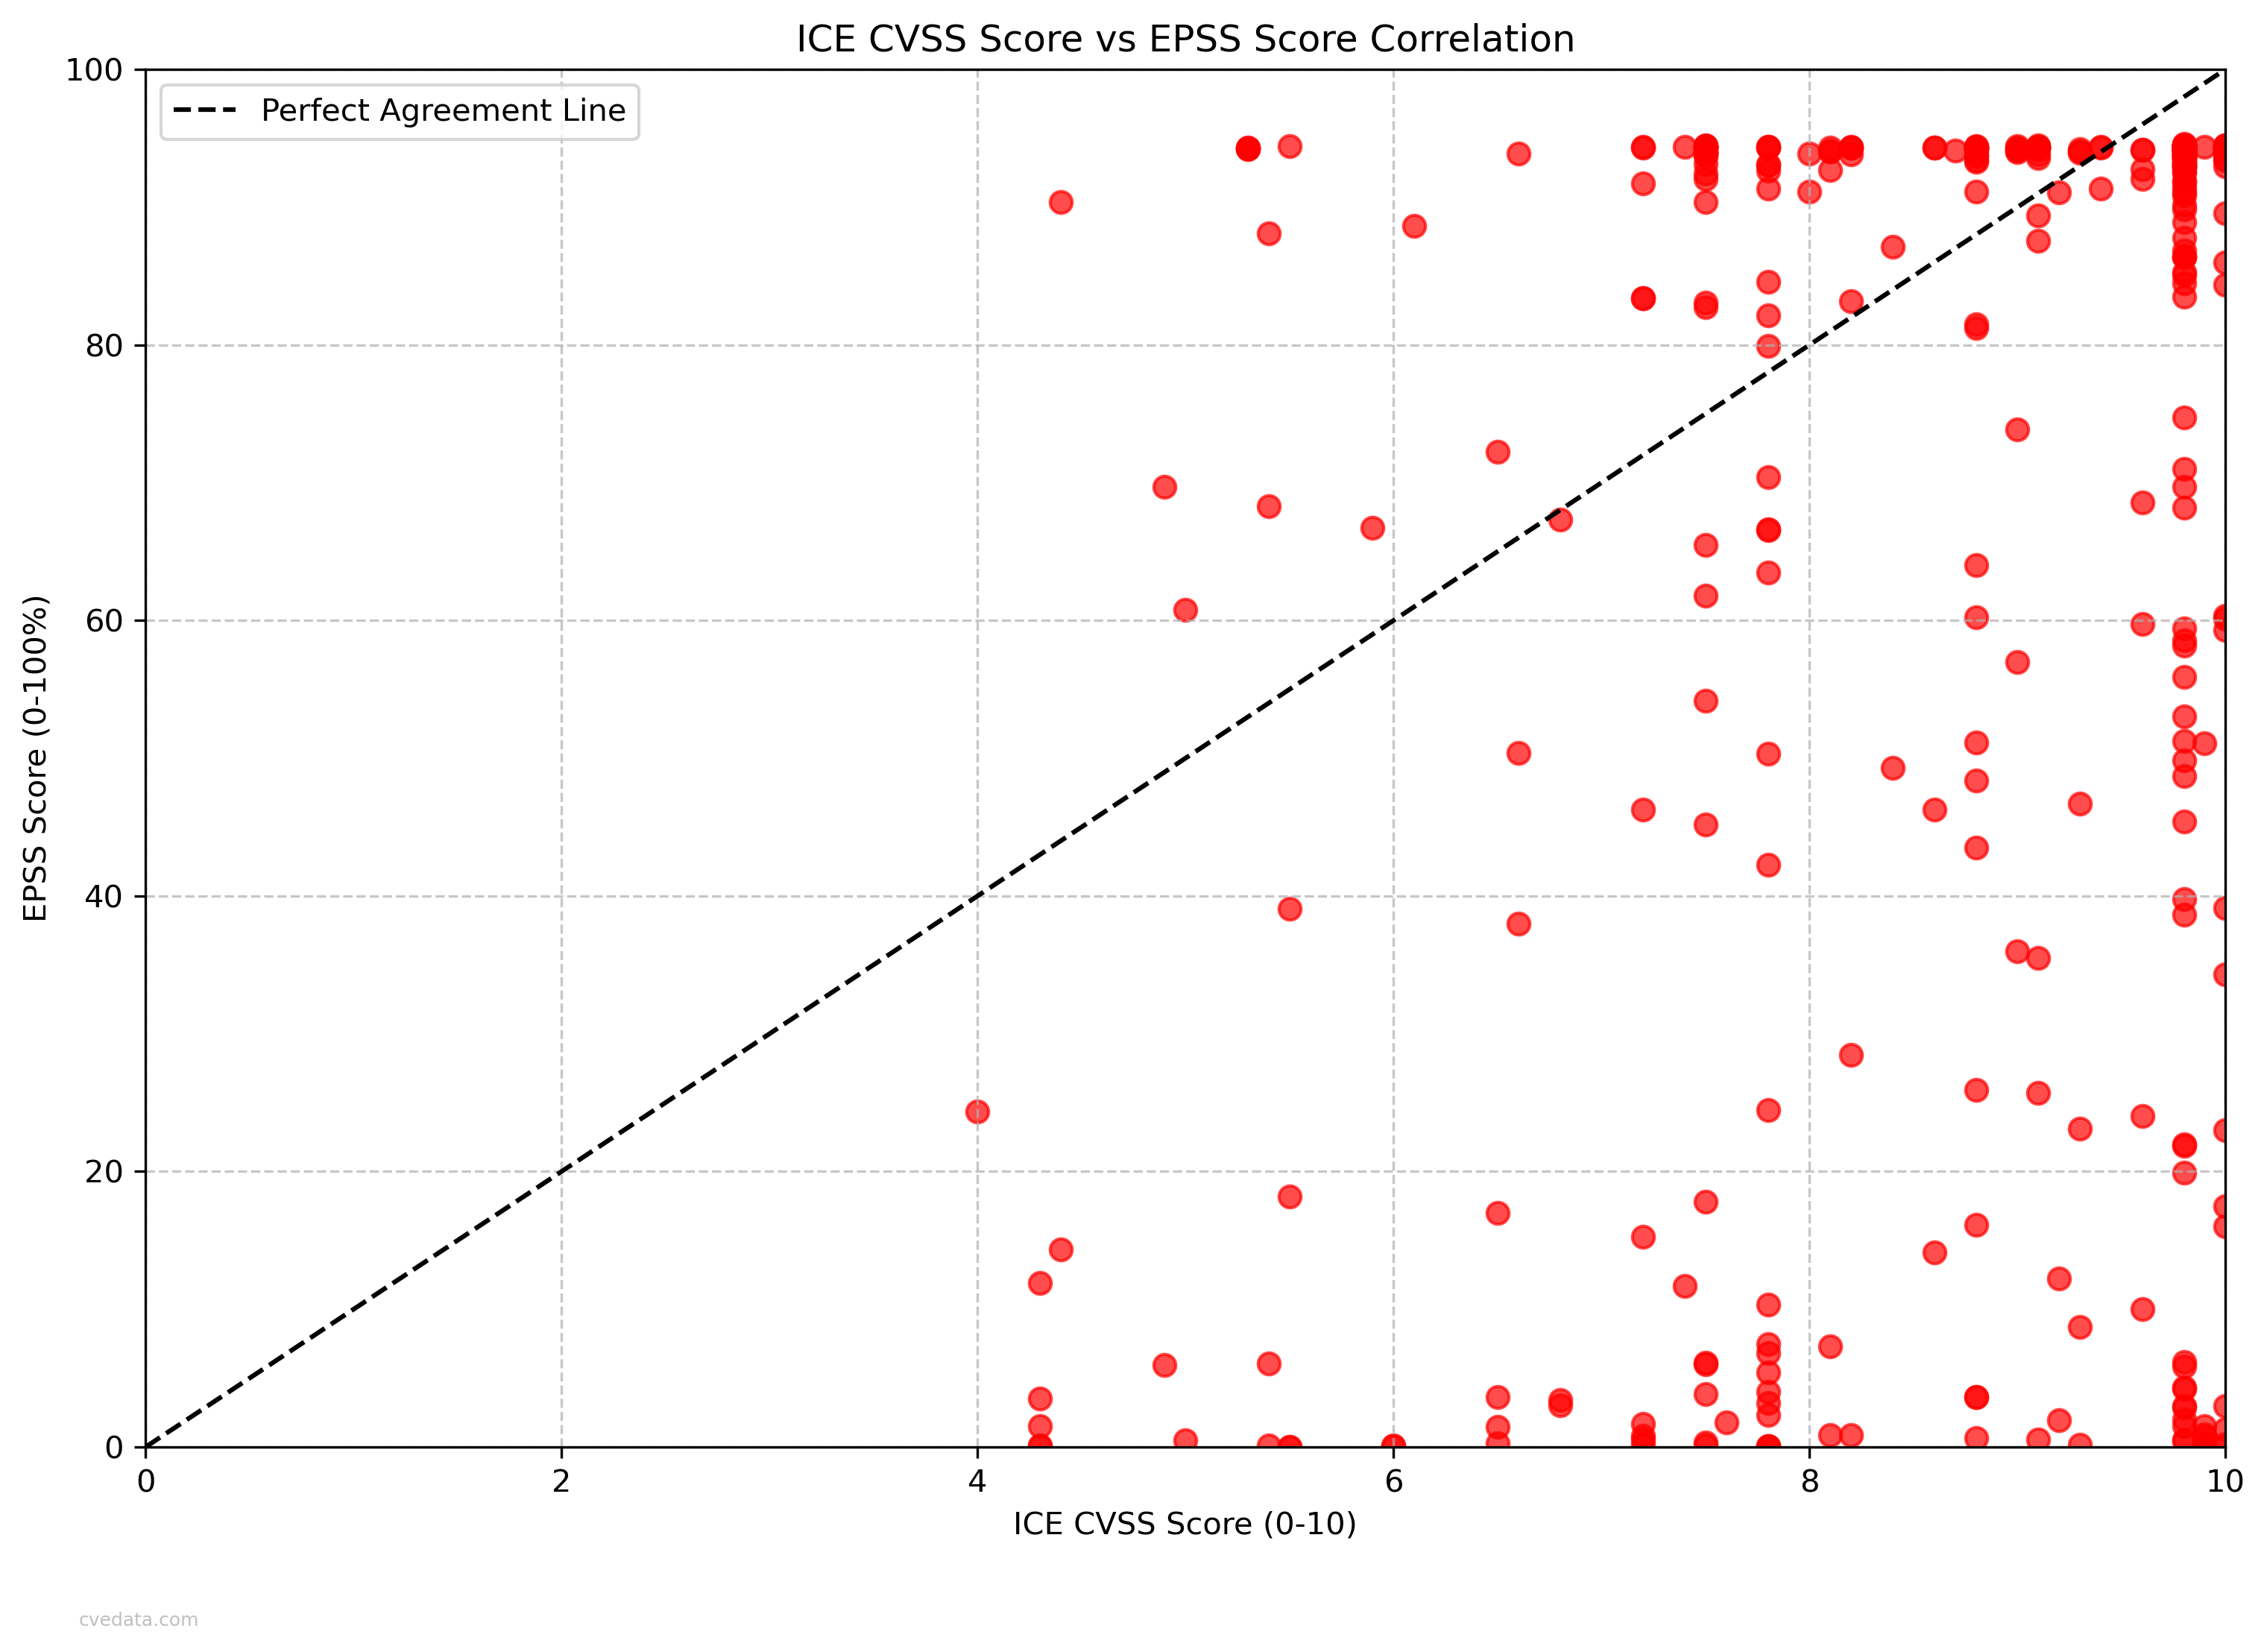 ICE CVSS Score vs EPSS Score Correlation
Perfect Agreement Line
EPSS Score (0-100%)
100
80
60
40
20
0
0 2 4 6 8 10
ICE CVSS Score (0-10)
cvedata.com